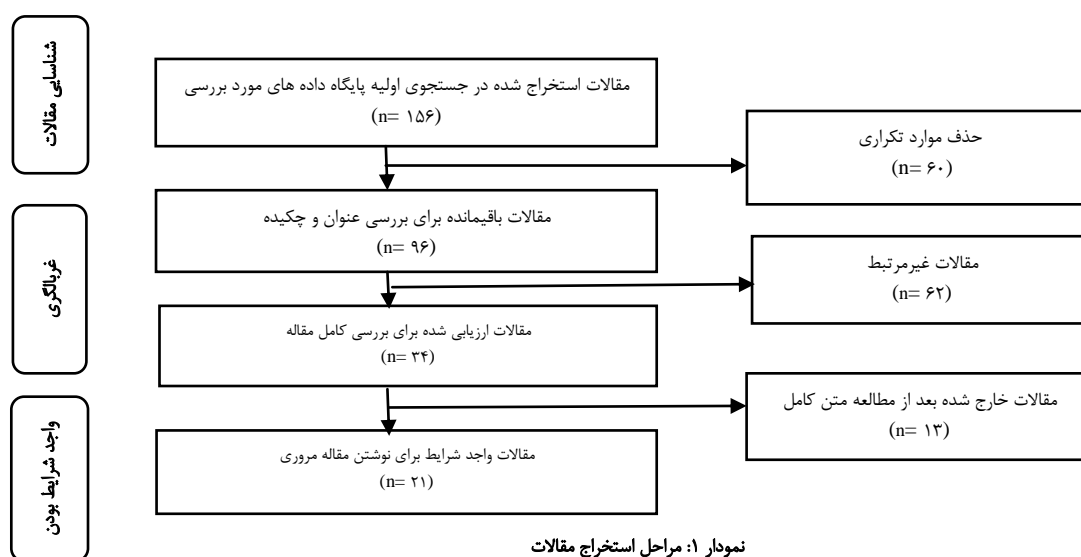 شناسایی مقالات
مقالات استخراج شده در جستجوی اولیه پایگاه داده های مورد بررسی
(n= ۱۵۶)
حذف موارد تکراری
(n= ۶۰)
غربالگری
مقالات باقیمانده برای بررسی عنوان و چکیده
(n= ۹۶)
مقالات غیرمرتبط
(n= ۶۲)
مقالات ارزیابی شده برای بررسی کامل مقاله
(n= ۳۴)
واجد شرایط بودن
مقالات خارج شده بعد از مطالعه متن کامل
(n= ۱۳)
مقالات واجد شرایط برای نوشتن مقاله مروری
(n= ۲۱)
نمودار ۱: مراحل استخراج مقالات